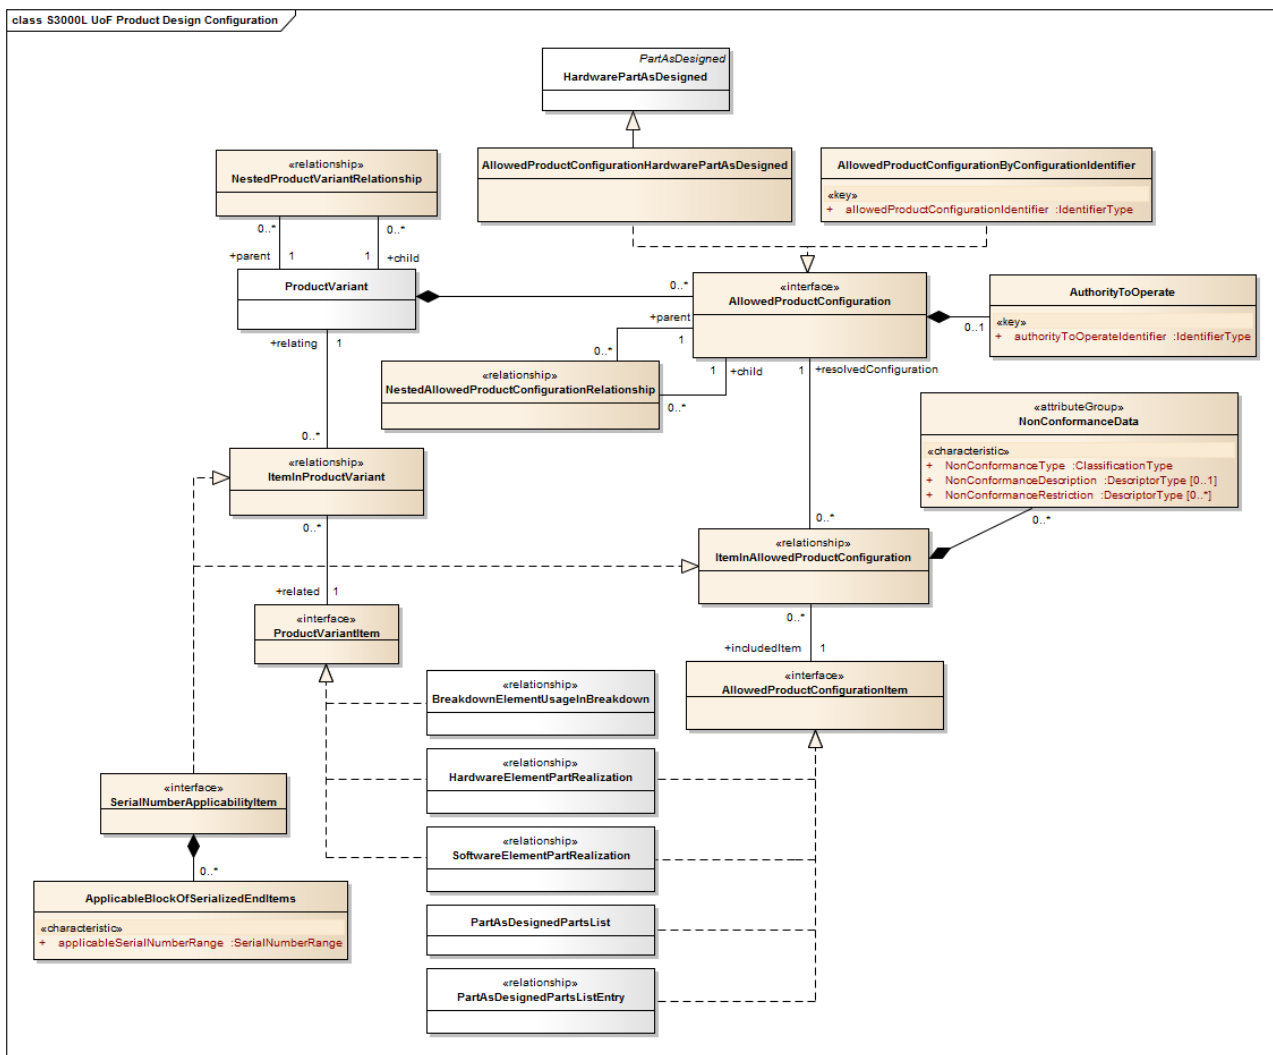 class S3000L UoF Product Design Configuration
PartAsDesigned
HardwarePartAsDesigned
«relationship»
NestedProductVariantRelationship
AllowedProductConfigurationHardwarePartAsDesigned
AllowedProductConfigurationByConfigurationIdentifier
«key»
+ allowedProductConfigurationIdentifier :IdentifierType
0..*
0..*
+parent
1
1
+child
ProductVariant
0..*
«interface»
AllowedProductConfiguration
AuthorityToOperate
«key»
+ authorityToOperateIdentifier :IdentifierType
0..1
+parent
1
0..*
+relating
1
«relationship»
NestedAllowedProductConfigurationRelationship
1
+child
0..*
1
+resolvedConfiguration
«attributeGroup»
NonConformanceData
«characteristic»
+ NonConformanceType :ClassificationType
+ NonConformanceDescription :DescriptorType [0..1]
+ NonConformanceRestriction :DescriptorType [0..*]
0..*
0..*
«relationship»
ItemInProductVariant
0..*
0..*
«relationship»
ItemInAllowedProductConfiguration
0..*
+related
1
«interface»
ProductVariantItem
+includedItem
1
«interface»
AllowedProductConfigurationItem
«relationship»
BreakdownElementUsageInBreakdown
«relationship»
HardwareElementPartRealization
«interface»
SerialNumberApplicabilityItem
0..*
«relationship»
SoftwareElementPartRealization
ApplicableBlockOfSerializedEndItems
«characteristic»
+ applicableSerialNumberRange :SerialNumberRange
PartAsDesignedPartsList
«relationship»
PartAsDesignedPartsListEntry